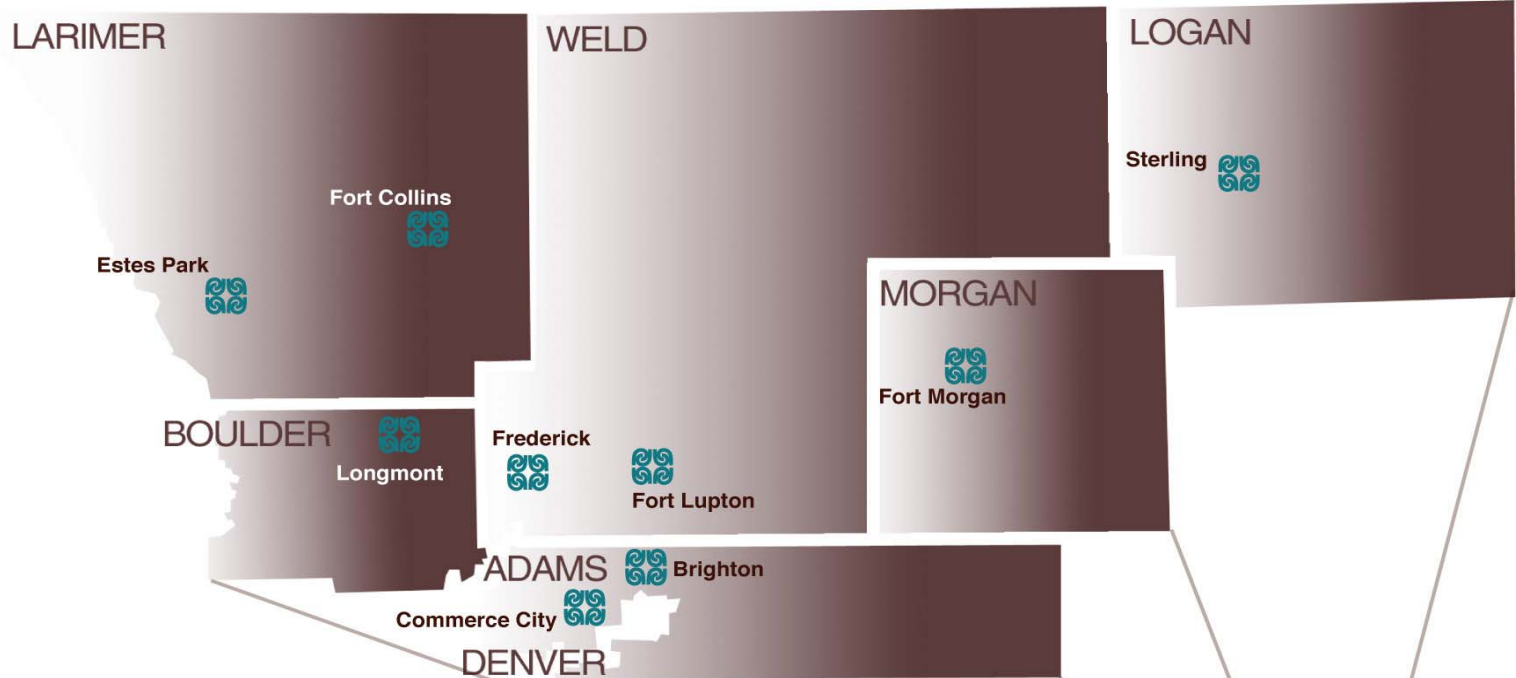 LARIMER
WELD
LOGAN
Sterling
Fort Collins
Estes Park
MORGAN
Fort Morgan
BOULDER
Longmont
Frederick
Fort Lupton
ADAMS
Brighton
Commerce City
DENVER